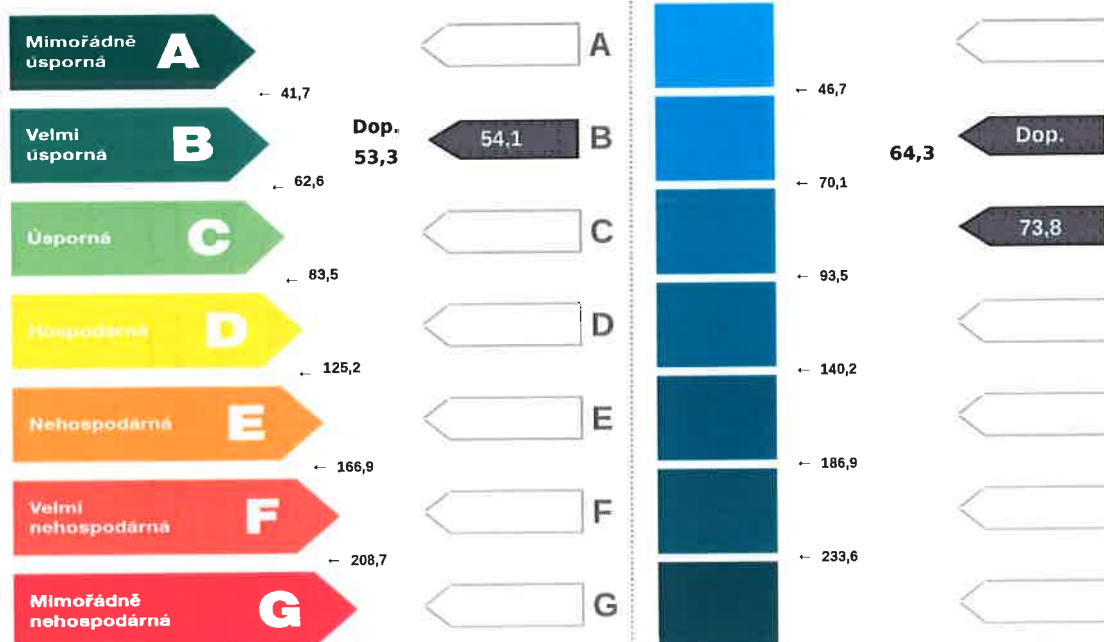 Mimořádně
úsporná
A
← 41,7
A
← 46,7
Velmi
úsporná
B
← 62,6
Dop.
53,3
54,1
B
← 70,1
64,3
Dop.
Úsporná
C
← 83,5
C
← 93,5
73,8
Hospodárná
D
← 125,2
D
← 140,2
Nehospodárná
E
← 166,9
E
← 186,9
Velmi
nehospodárná
F
← 208,7
F
← 233,6
Mimořádně
nehospodárná
G
G